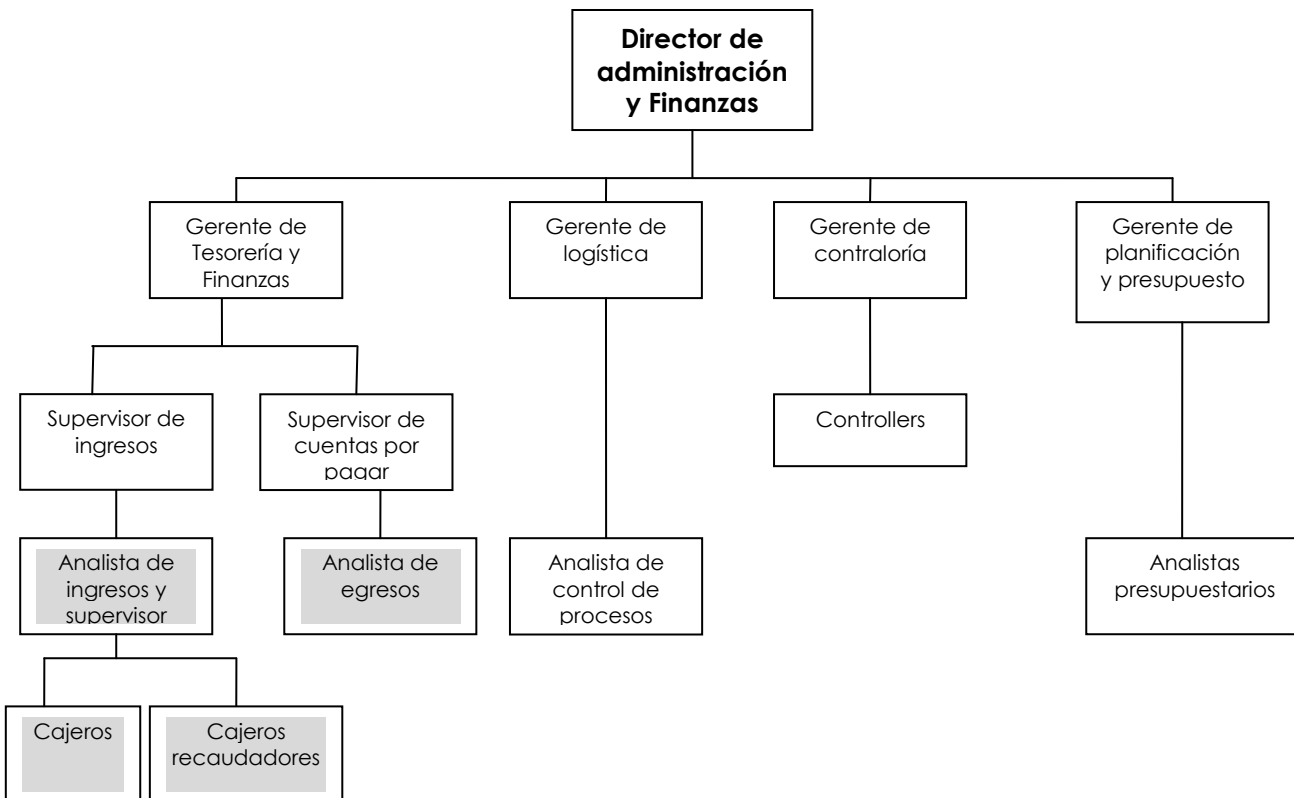 Director de
administración
y Finanzas
Gerente de
Tesorería y
Finanzas
Gerente de
logística
Gerente de
contraloría
Gerente de
planificación
y presupuesto
Supervisor de
ingresos
Supervisor de
cuentas por
pagar
Controllers
Analista de
ingresos y
supervisor
Analista de
egresos
Analista de
control de
procesos
Analistas
presupuestarios
Cajeros
Cajeros
recaudadores